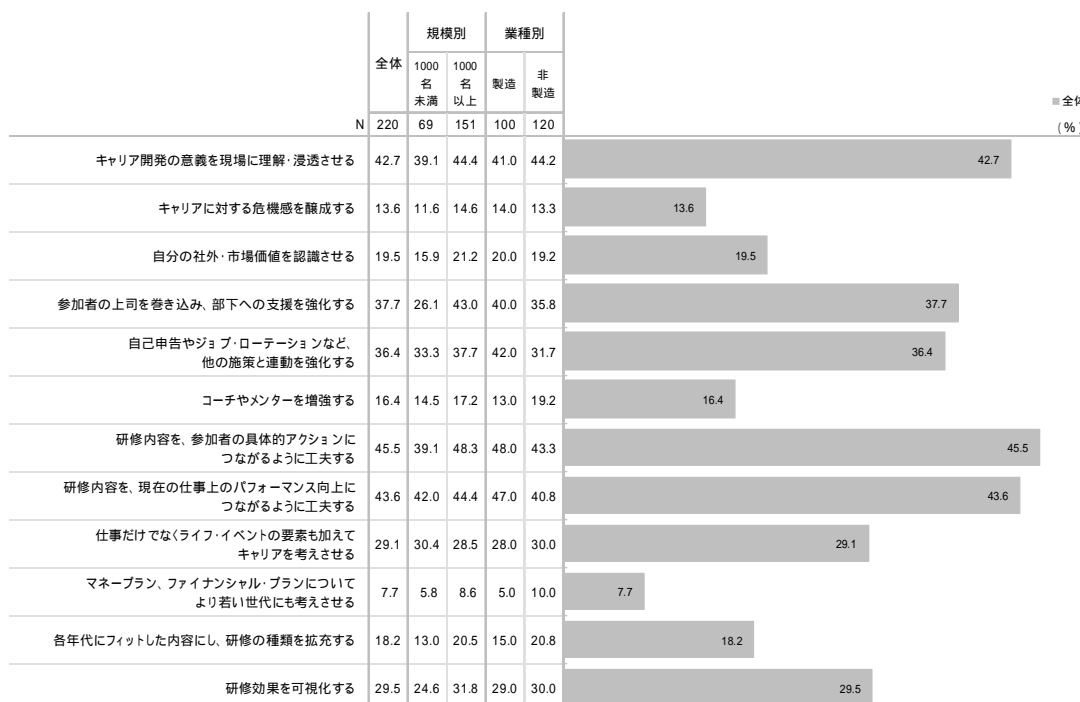 規模別 業種別
全体 1000名未満 1000名以上 製造 非製造
■全体
(%)
N 220 69 151 100 120
キャリア開発の意義を現場に理解・浸透させる 42.7 39.1 44.4 41.0 44.2 42.7
キャリアに対する危機感を醸成する 13.6 11.6 14.6 14.0 13.3 13.6
自分の社外・市場価値を認識させる 19.5 15.9 21.2 20.0 19.2 19.5
参加者の上司を巻き込み、部下への支援を強化する 37.7 26.1 43.0 40.0 35.8 37.7
自己申告やジョブ・ローテーションなど、
他の施策と連動を強化する 36.4 33.3 37.7 42.0 31.7 36.4
コーチやメンターを増強する 16.4 14.5 17.2 13.0 19.2 16.4
研修内容を、参加者の具体的アクションに
つながるように工夫する 45.5 39.1 48.3 48.0 43.3 45.5
研修内容を、現在の仕事上のパフォーマンス向上に
つながるように工夫する 43.6 42.0 44.4 47.0 40.8 43.6
仕事だけでなくライフ・イベントの要素も加えて
キャリアを考えさせる 29.1 30.4 28.5 28.0 30.0 29.1
マネープラン、ファイナンシャル・プランについて
より若い世代にも考えさせる 7.7 5.8 8.6 5.0 10.0 7.7
各年代にフィットした内容にし、研修の種類を拡充する 18.2 13.0 20.5 15.0 20.8 18.2
研修効果を可視化する 29.5 24.6 31.8 29.0 30.0 29.5